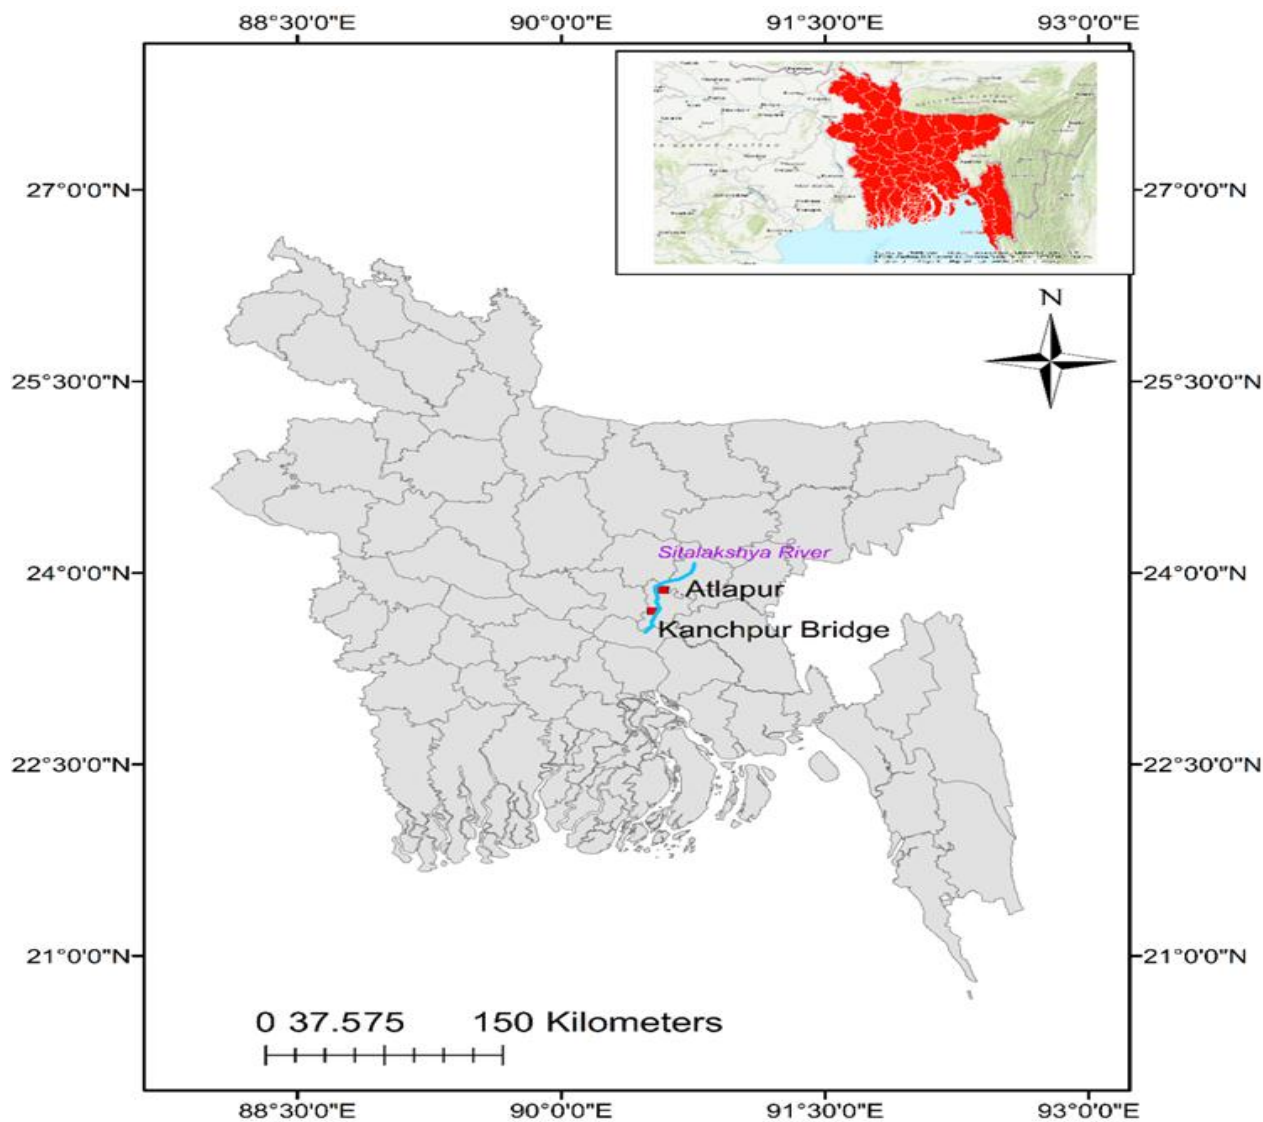 88°30'0"E 90°0'0"E 91°30'0"E 93°0'0"E
27°0'0"N 27°0'0"N
N
25°30'0"N 25°30'0"N
Sitalakshya River
24°0'0"N 24°0'0"N
Atlapur
Kanchpur Bridge
22°30'0"N 22°30'0"N
21°0'0"N 21°0'0"N
0 37.575 150 Kilometers
88°30'0"E 90°0'0"E 91°30'0"E 93°0'0"E